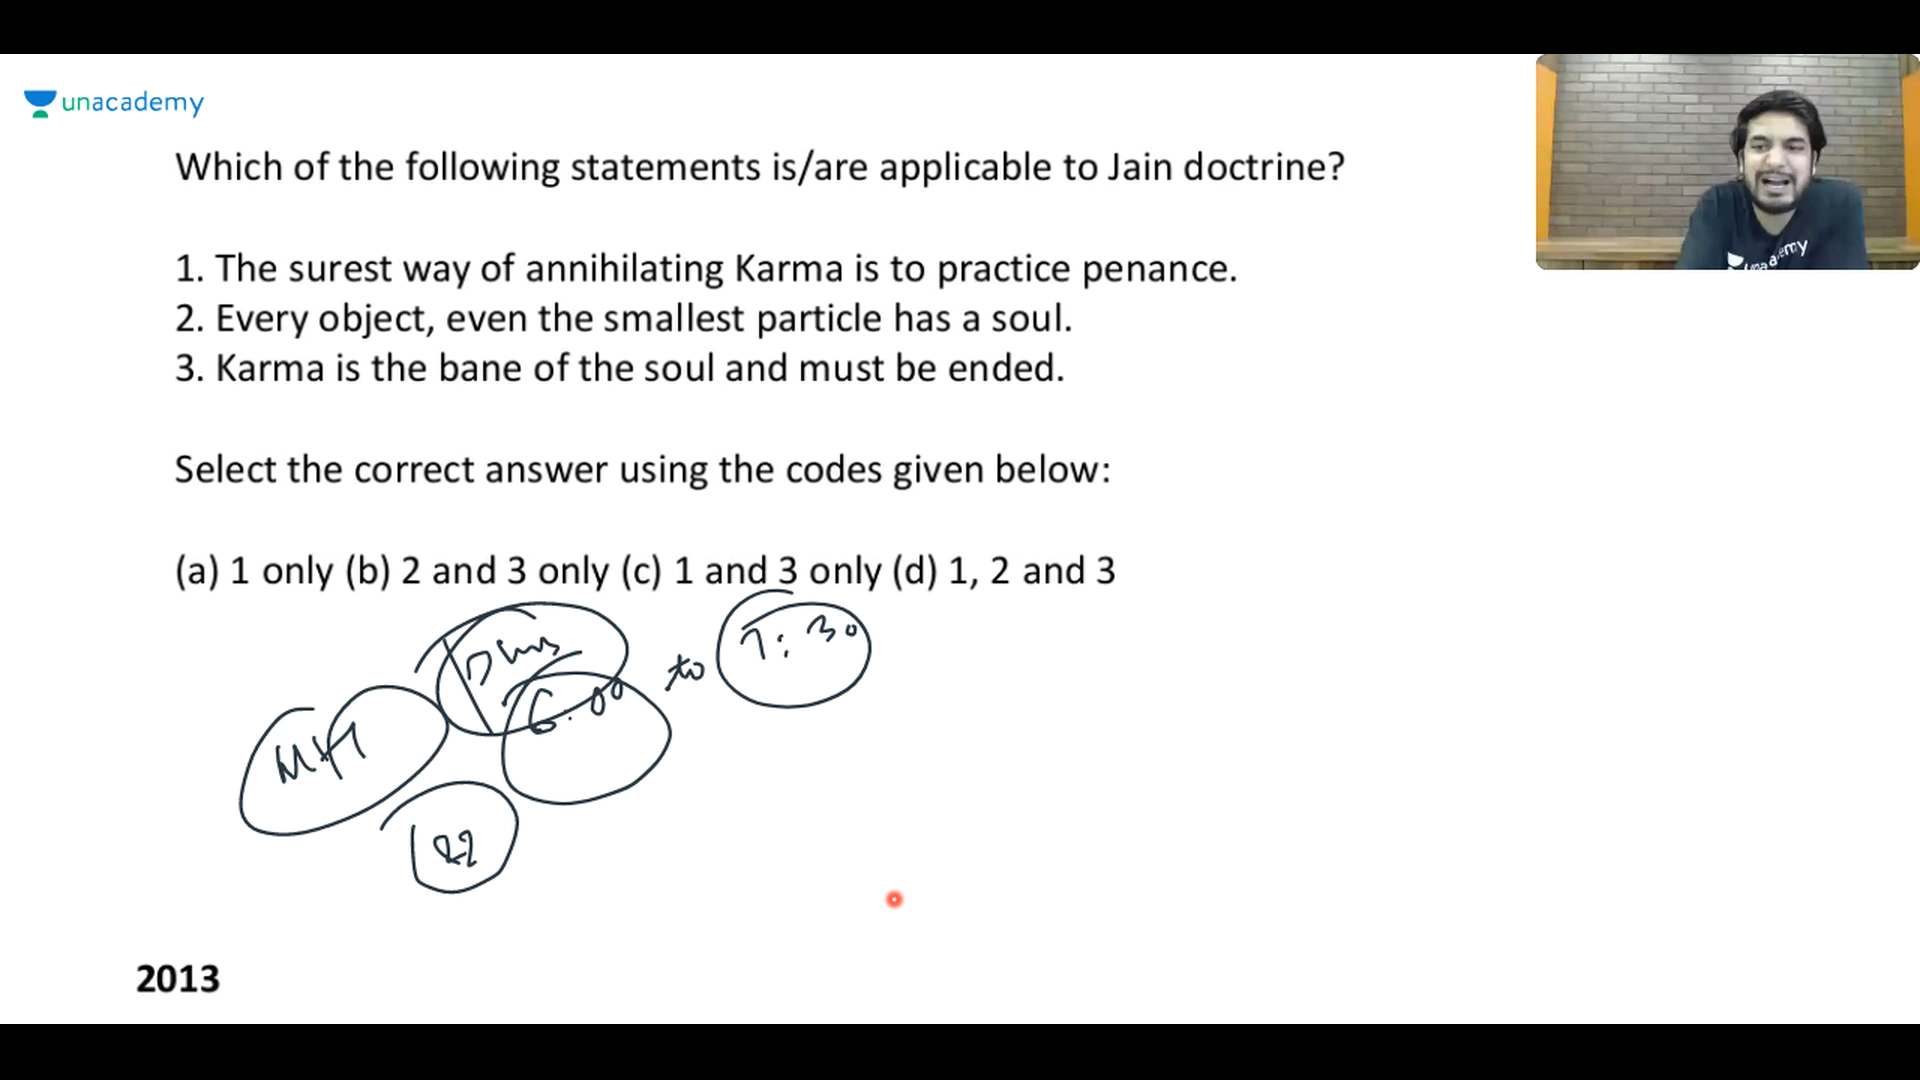 unacademy
Which of the following statements is/are applicable to Jain doctrine?
1. The surest way of annihilating Karma is to practice penance.
2. Every object, even the smallest particle has a soul.
3. Karma is the bane of the soul and must be ended.
Select the correct answer using the codes given below:
(a) 1 only (b) 2 and 3 only (c) 1 and 3 only (d) 1, 2 and 3
6:00 to 7:30
2013